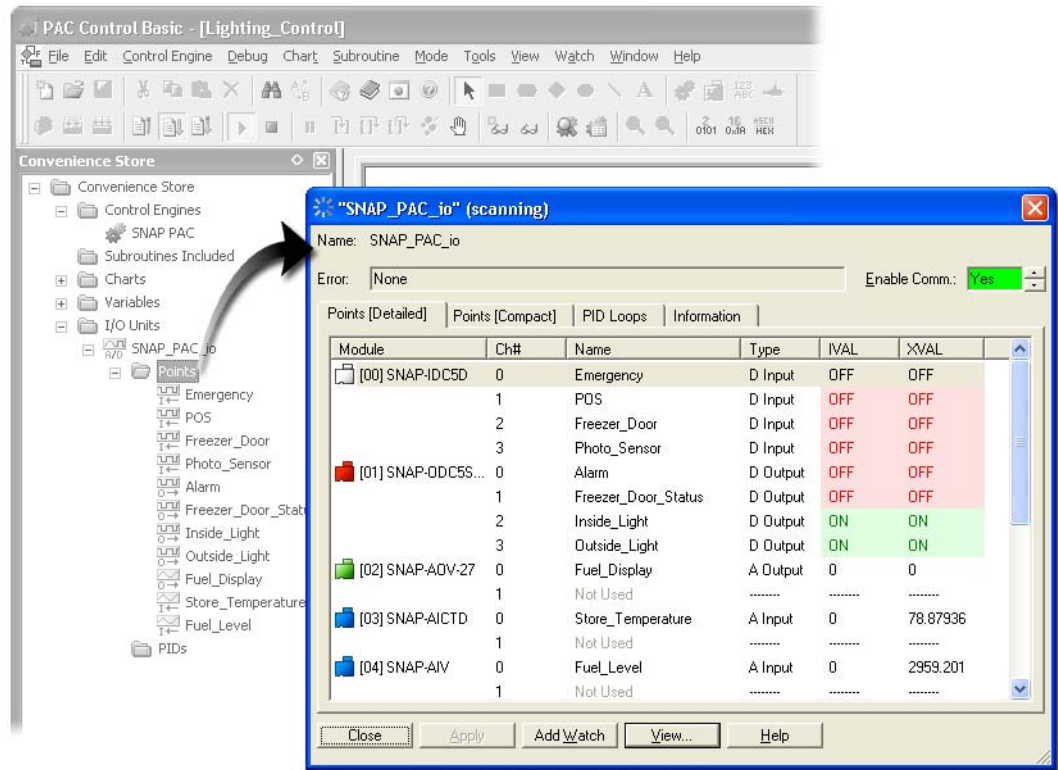 PAC Control Basic - [Lighting_Control]
File Edit Control Engine Debug Chart Subroutine Mode Tools View Watch Window Help
Convenience Store
Convenience Store
Control Engines
SNAP PAC
Subroutines Included
Charts
Variables
I/O Units
SNAP_PAC_io
Points
Emergency
POS
Freezer_Door
Photo_Sensor
Alarm
Freezer_Door_Stat
Inside_Light
Outside_Light
Fuel_Display
Store_Temperature
Fuel_Level
PIDs
"SNAP_PAC_io" (scanning)
Name: SNAP_PAC_io
Error: None Enable Comm.: Yes
Points [Detailed] Points [Compact] PID Loops Information
Module Ch# Name Type IVAL XVAL
[00] SNAP-IDC5D 0 Emergency D Input OFF OFF
1 POS D Input OFF OFF
2 Freezer_Door D Input OFF OFF
3 Photo_Sensor D Input OFF OFF
[01] SNAP-ODC5S... 0 Alarm D Output OFF OFF
1 Freezer_Door_Status D Output OFF OFF
2 Inside_Light D Output ON ON
3 Outside_Light D Output ON ON
[02] SNAP-AOV-27 0 Fuel_Display A Output 0 0
1 Not Used -------- -------- --------
[03] SNAP-AICTD 0 Store_Temperature A Input 0 78.87936
1 Not Used -------- -------- --------
[04] SNAP-AIV 0 Fuel_Level A Input 0 2959.201
1 Not Used -------- -------- --------
Close Apply Add Watch View... Help